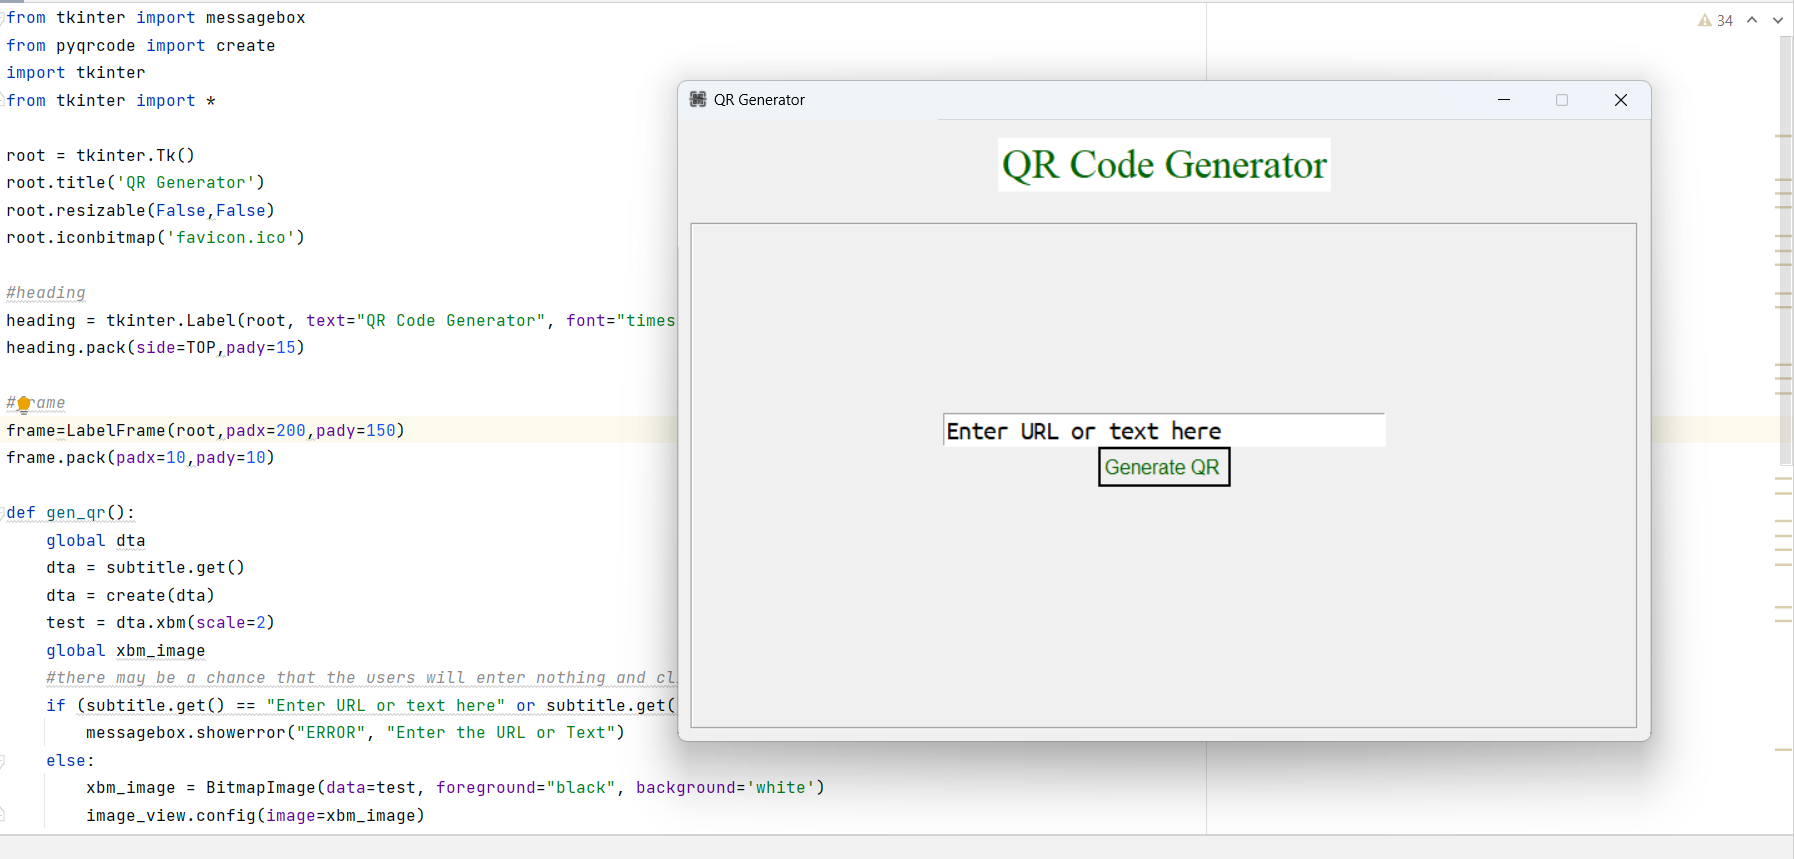 from tkinter import messagebox
from pyqrcode import create
import tkinter
from tkinter import *
root = tkinter.Tk()
root.title('QR Generator')
root.resizable(False,False)
root.iconbitmap('favicon.ico')
#heading
heading = tkinter.Label(root, text="QR Code Generator", font="times
heading.pack(side=TOP,pady=15)
#frame
frame=LabelFrame(root,padx=200,pady=150)
frame.pack(padx=10,pady=10)
def gen_qr():
    global dta
    dta = subtitle.get()
    dta = create(dta)
    test = dta.xbm(scale=2)
    global xbm_image
    #there may be a chance that the users will enter nothing and cl
    if (subtitle.get() == "Enter URL or text here" or subtitle.get(
        messagebox.showerror("ERROR", "Enter the URL or Text")
    else:
        xbm_image = BitmapImage(data=test, foreground="black", background='white')
        image_view.config(image=xbm_image)
34
QR Generator
QR Code Generator
Enter URL or text here
Generate QR